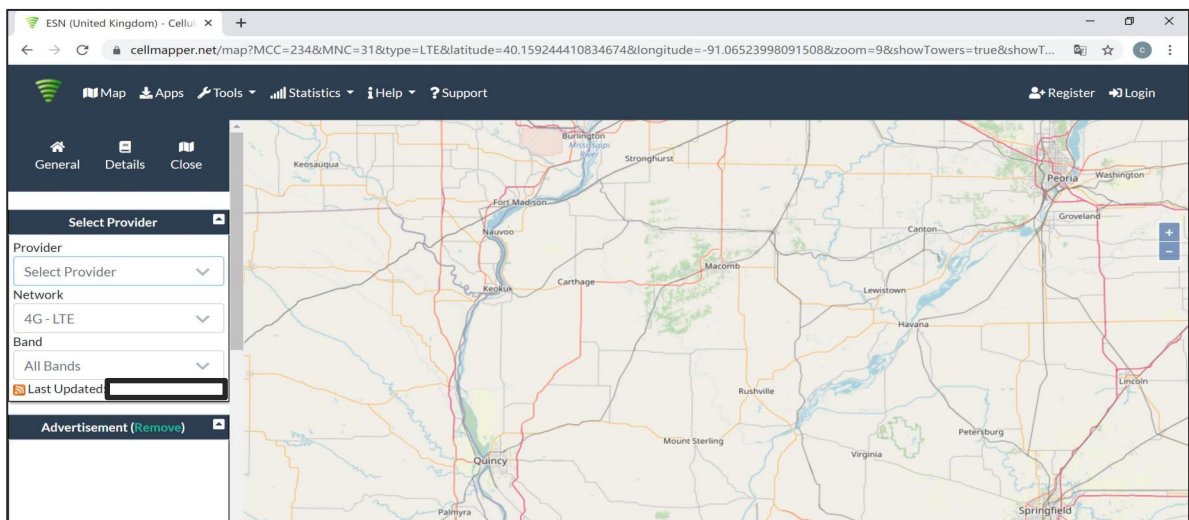 ESN (United Kingdom) - Cellul
cellmapper.net/map?MCC=234&MNC=31&type=LTE&latitude=40.159244410834674&longitude=-91.06523998091508&zoom=9&showTowers=true&showT...
Map Apps Tools Statistics Help Support Register Login
General Details Close
Select Provider
Provider
Select Provider
Network
4G - LTE
Band
All Bands
Last Updated:
Advertisement (Remove)
Burlington
Mississippi
River
Stronghurst
Keosauqua
Peoria
Washington
Fort Madison
Groveland
Nauvoo
Canton
Macomb
Carthage
Keokuk
Lewistown
Havana
Rushville
Lincoln
Petersburg
Mount Sterling
Virginia
Quincy
Palmyra
Springfield